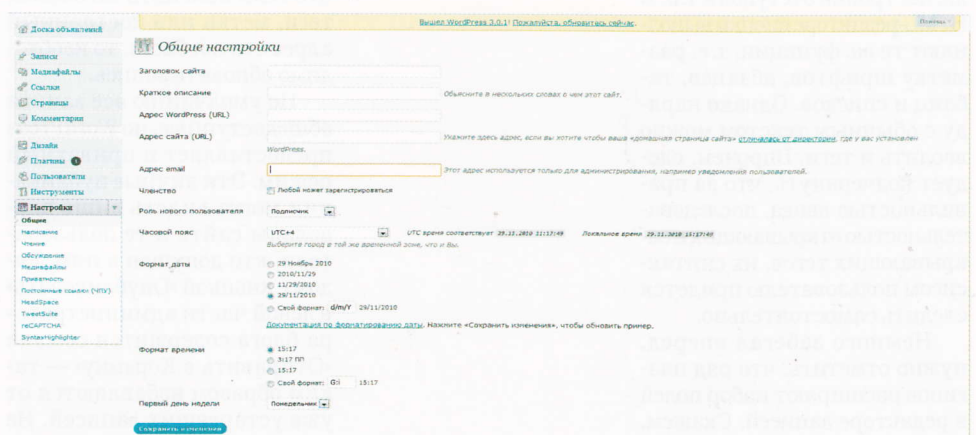 Вышел WordPress 3.0.1! Пожалуйста, обновитесь сейчас.
Помощь
Доска объявлений
Записи
Медиафайлы
Ссылки
Страницы
Комментарии
Дизайн
Плагины 1
Пользователи
Инструменты
Настройки
Общие
Написание
Чтение
Обсуждение
Медиафайлы
Приватность
Постоянные ссылки (ЧПУ)
HeadSpace
TweetSuite
reCAPTCHA
SyntaxHighlighter
Общие настройки
Заголовок сайта
Краткое описание
Объясните в нескольких словах о чем этот сайт.
Адрес WordPress (URL)
Адрес сайта (URL)
Укажите здесь адрес, если вы хотите чтобы ваша «домашняя страница сайта» отличалась от директории, где у вас установлен
WordPress.
Адрес email
Этот адрес используется только для администрирования, например уведомления пользователей.
Членство
Любой может зарегистрироваться
Роль нового пользователя Подписчик
Часовой пояс UTC+4 UTC время соответствует 29.11.2010 11:17:49 Локальное время 29.11.2010 15:17:49
Выберите город в той же временной зоне, что и Вы.
Формат даты
29 Ноябрь 2010
2010/11/29
11/29/2010
29/11/2010
Свой формат: d/m/Y 29/11/2010
Документация по форматированию даты. Нажмите «Сохранить изменения», чтобы обновить пример.
Формат времени
15:17
3:17 ПП
15:17
Свой формат: G:i 15:17
Первый день недели Понедельник
Сохранить изменения